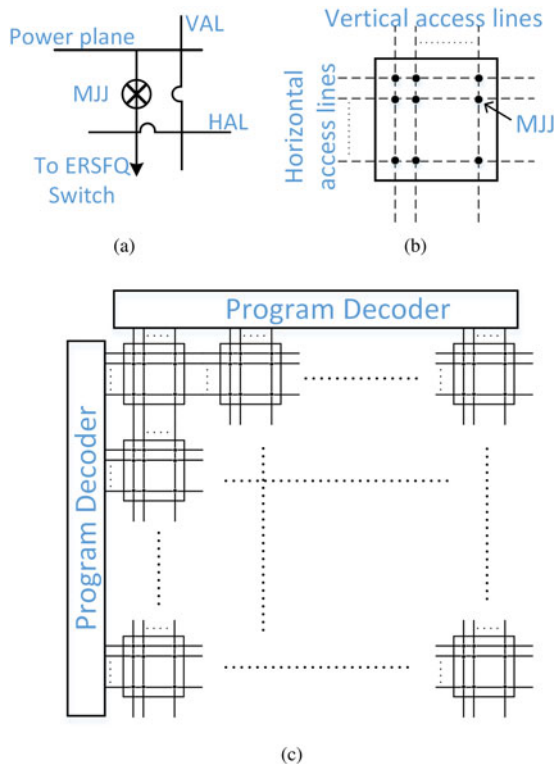 VAL
Power plane
MJJ
HAL
To ERSFQ
Switch
(a)
Vertical access lines
Horizontal
access lines
MJJ
(b)
Program Decoder
Program Decoder
(c)